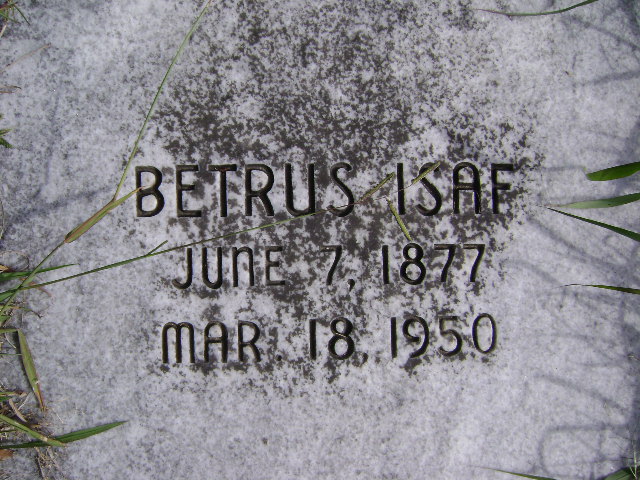 BETRUS ISAF
JUNE 7, 1877
MAR 18, 1950